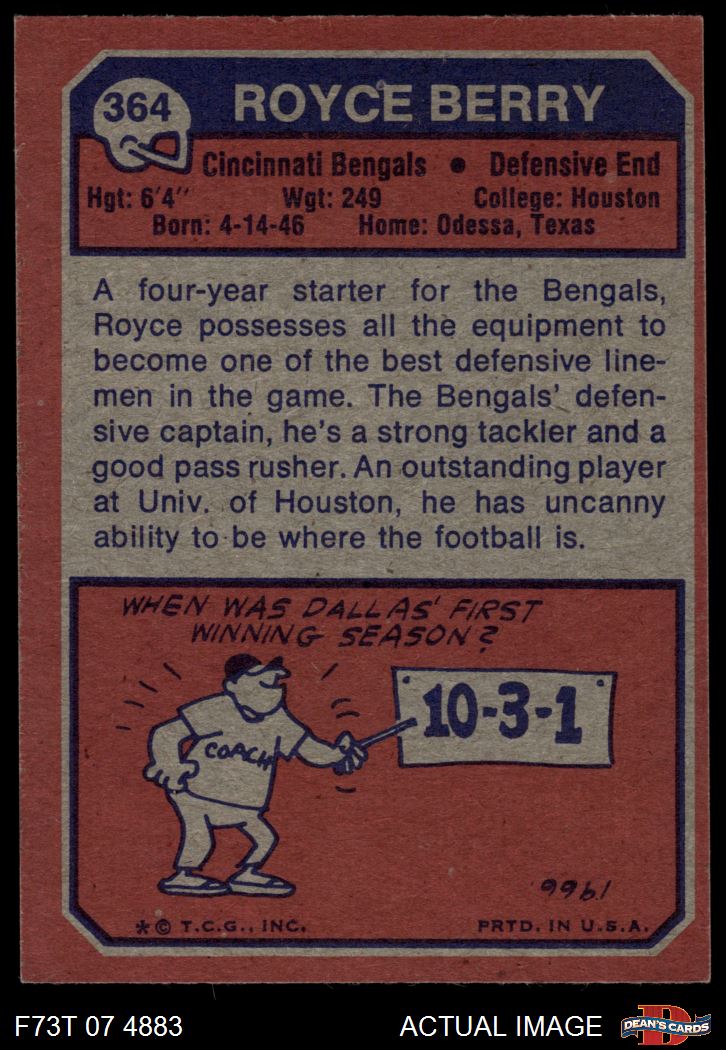 364
ROYCE BERRY
Cincinnati Bengals • Defensive End
Hgt: 6'4" Wgt: 249 College: Houston
Born: 4-14-46 Home: Odessa, Texas
A four-year starter for the Bengals,
Royce possesses all the equipment to
become one of the best defensive line-
men in the game. The Bengals' defen-
sive captain, he's a strong tackler and a
good pass rusher. An outstanding player
at Univ. of Houston, he has uncanny
ability to be where the football is.
WHEN WAS DALLAS' FIRST
WINNING SEASON?
10-3-1
COACH
1966
*© T.C.G., INC. PRTD. IN U.S.A.
F73T 07 4883 ACTUAL IMAGE
D
DEAN'S CARDS